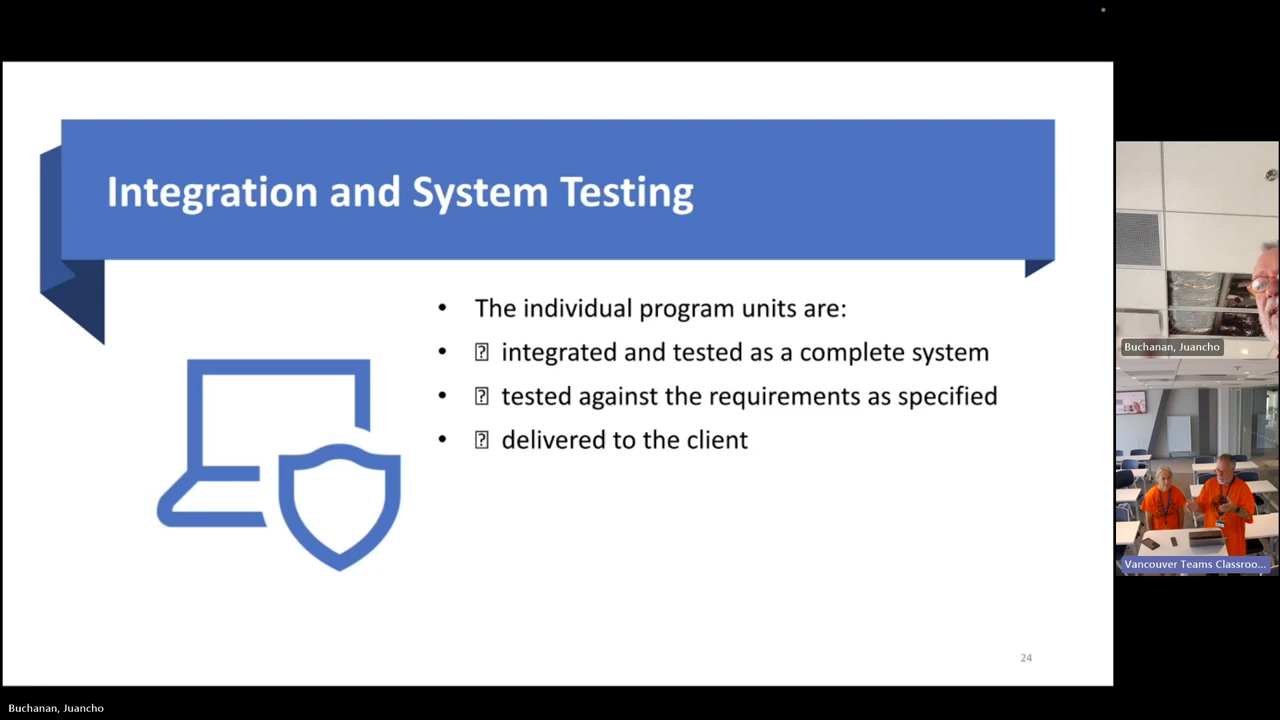 Integration and System Testing
• The individual program units are:
• ⍰ integrated and tested as a complete system
• ⍰ tested against the requirements as specified
• ⍰ delivered to the client
24
Buchanan, Juancho
Vancouver Teams Classroo...
Buchanan, Juancho